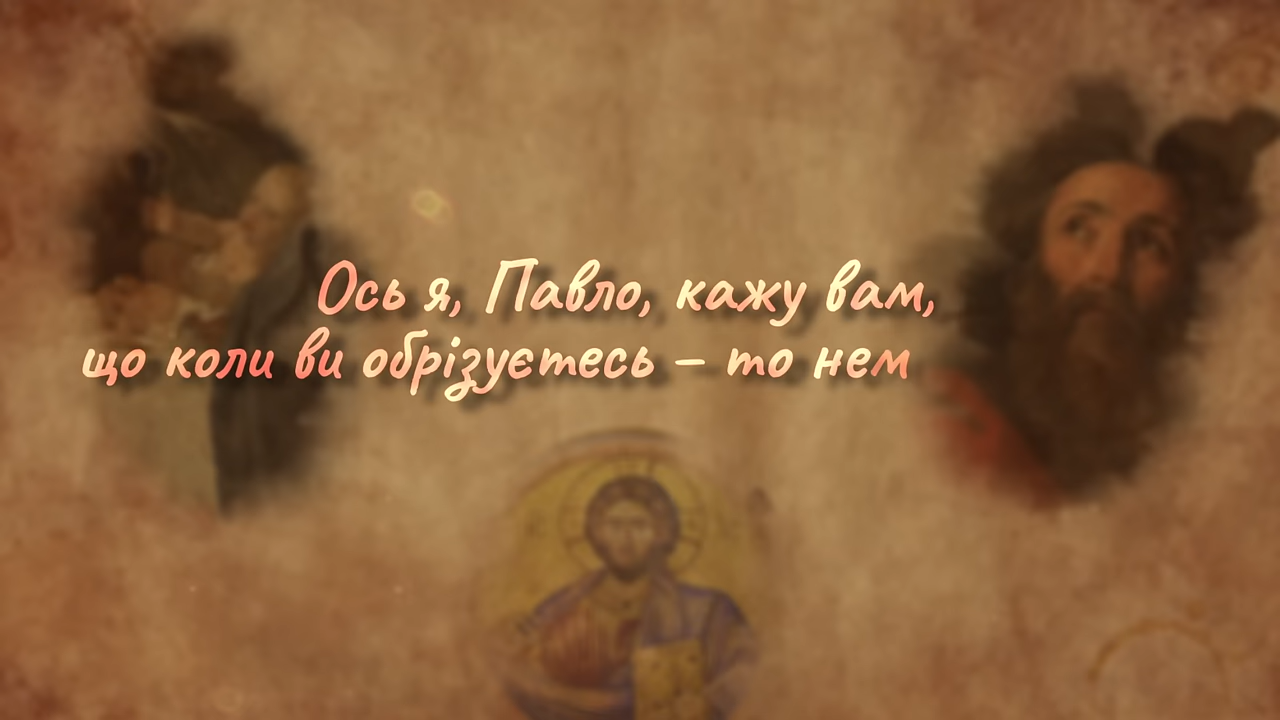 Ось я, Павло, кажу вам,
що коли ви обрізуєтесь – то нем